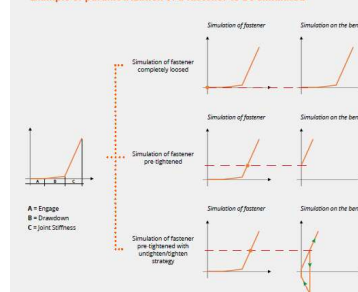 Simulation of fastener
Simulation on the ben
Simulation of fastener
completely loosed
Simulation of fastener
Simulation on the ben
Simulation of fastener
pre-tightened
A
B
C
A = Engage
B = Drawdown
C = Joint Stiffness
Simulation of fastener
Simulation on the ben
Simulation of fastener
pre-tightened with
untighten/tighten
strategy